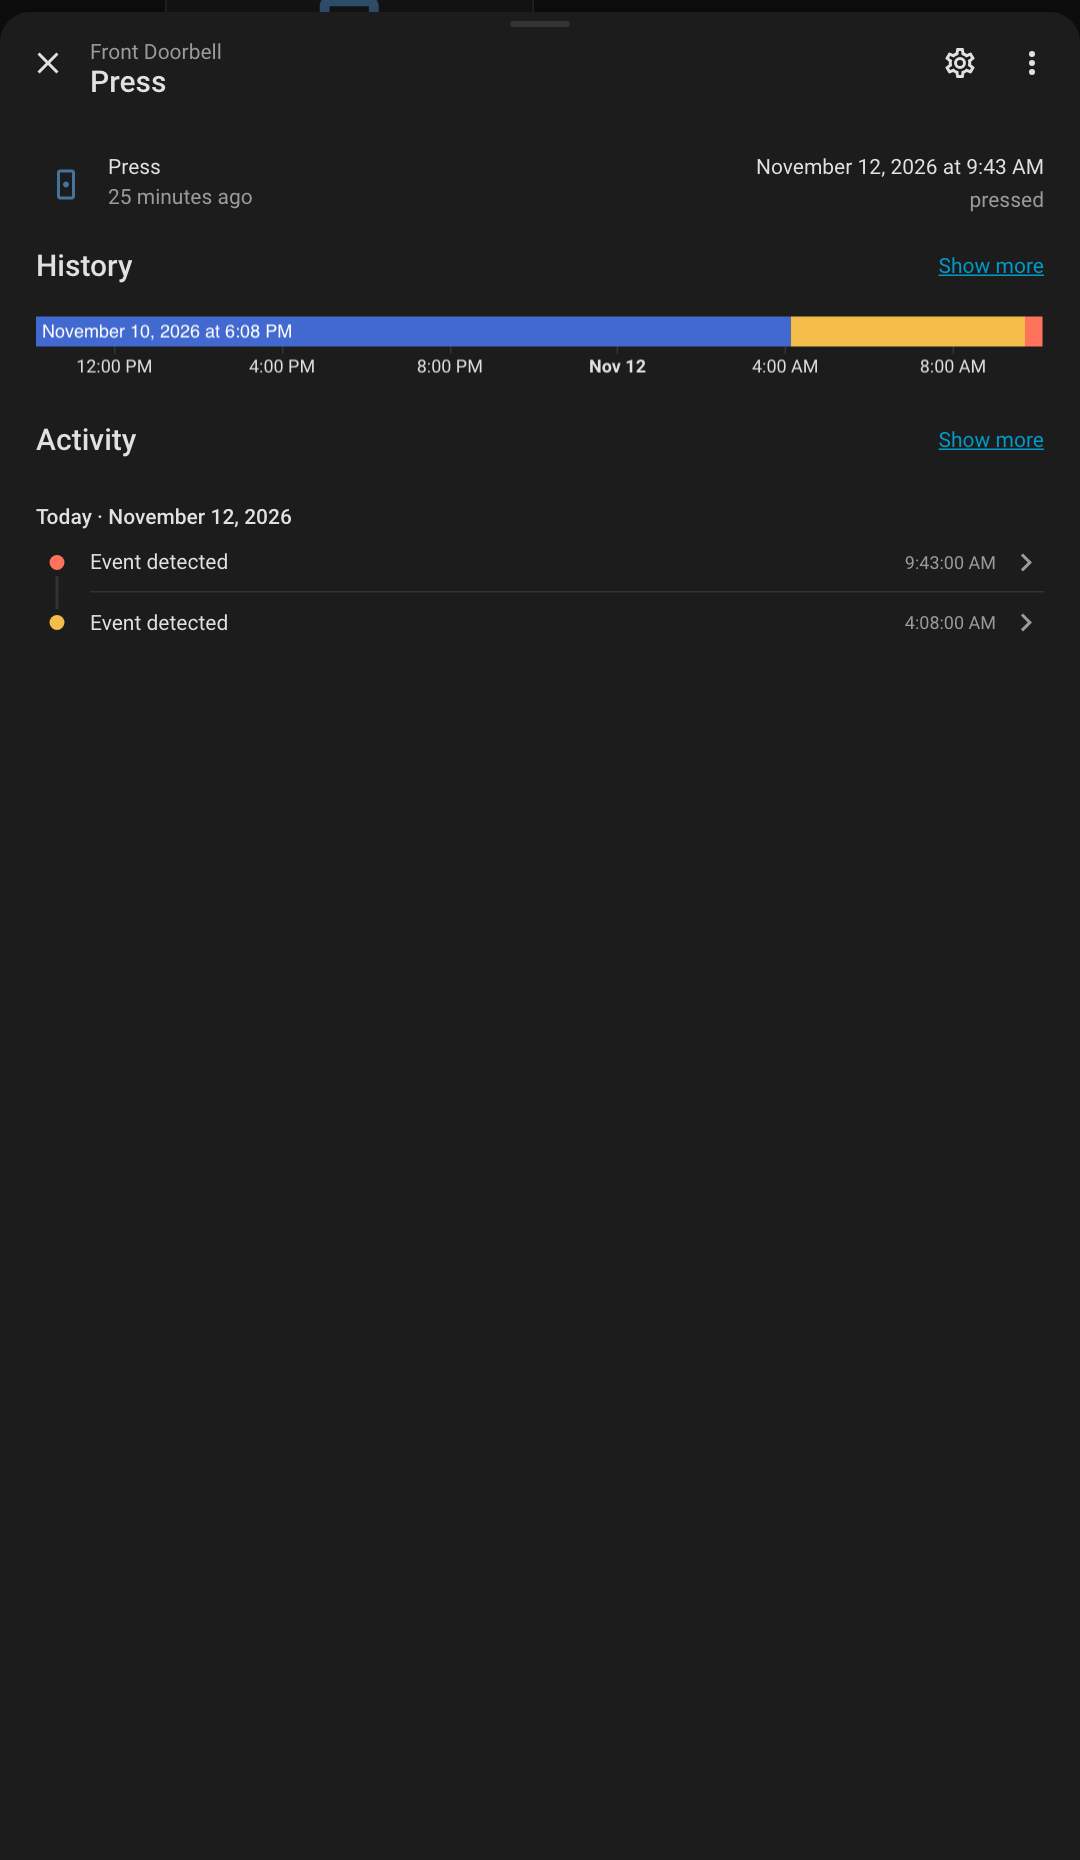 Front Doorbell
Press
Press
November 12, 2026 at 9:43 AM
25 minutes ago
pressed
History
Show more
November 10, 2026 at 6:08 PM
12:00 PM 4:00 PM 8:00 PM Nov 12 4:00 AM 8:00 AM
Activity
Show more
Today · November 12, 2026
Event detected
9:43:00 AM
Event detected
4:08:00 AM